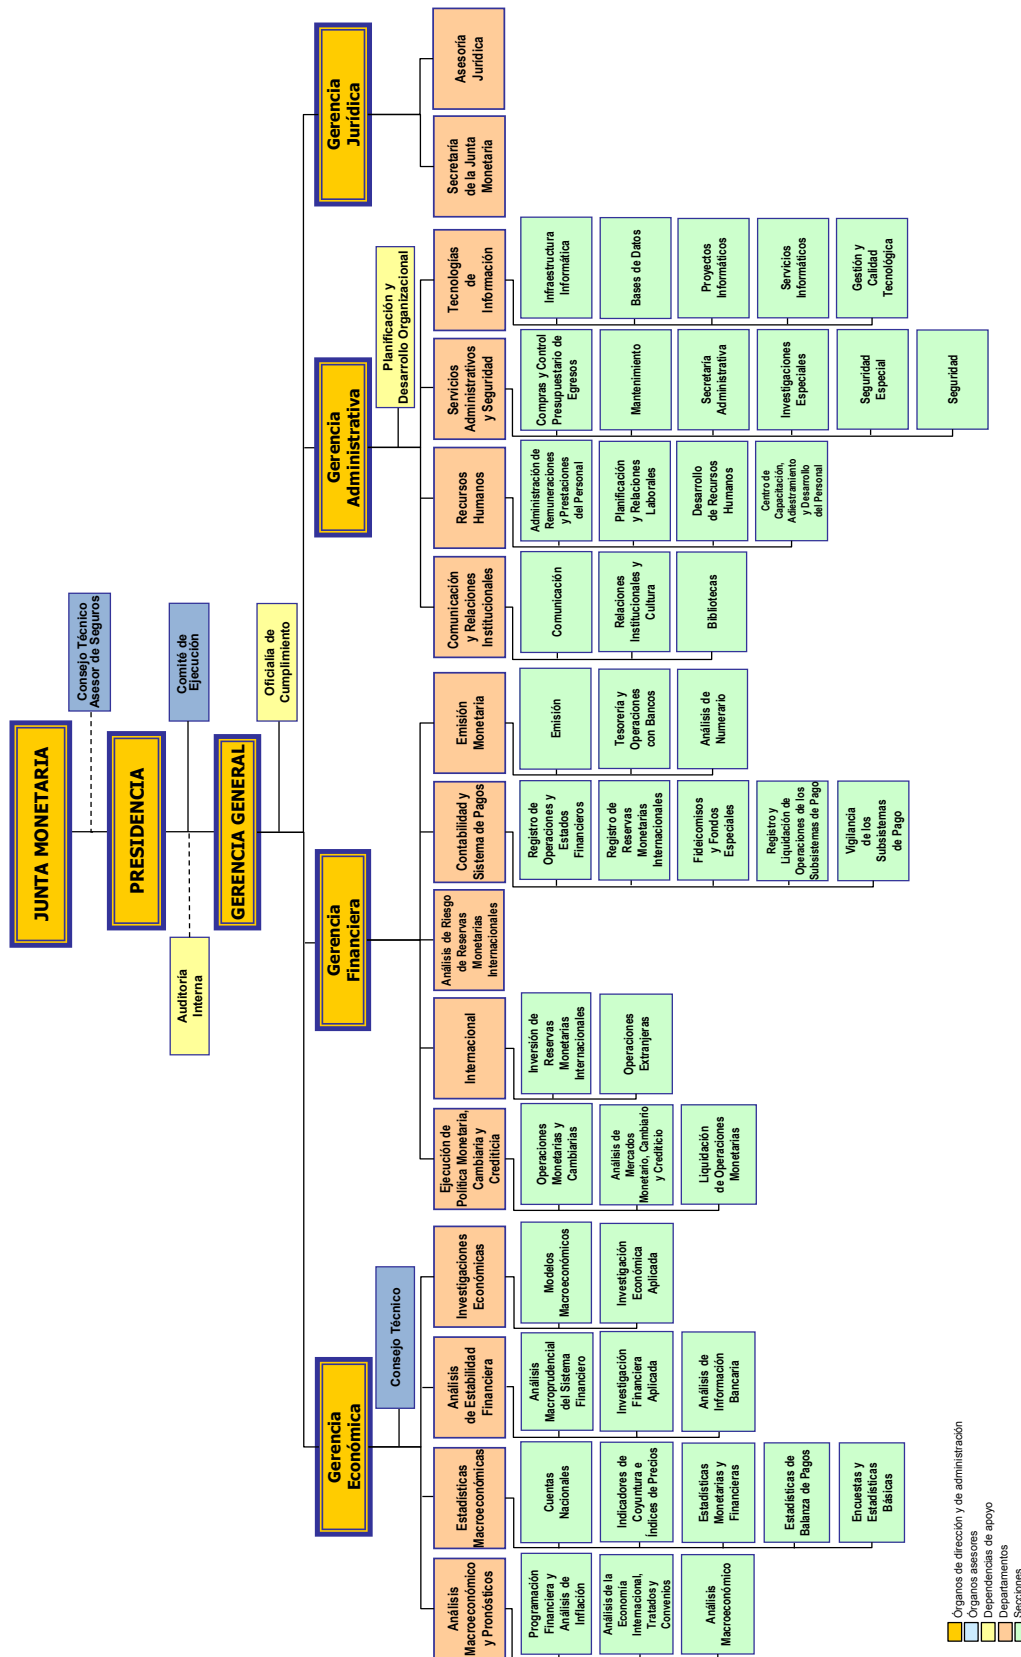 JUNTA MONETARIA
Consejo Técnico
Asesor de Seguros
PRESIDENCIA
Comité de
Ejecución
Auditoría
Interna
GERENCIA GENERAL
Oficialia de
Cumplimiento
Gerencia
Económica
Gerencia
Financiera
Gerencia
Administrativa
Gerencia
Jurídica
Consejo Técnico
Planificación y
Desarrollo Organizacional
Análisis
Macroeconómico
y Pronósticos
Estadísticas
Macroeconómicas
Análisis
de Estabilidad
Financiera
Investigaciones
Económicas
Ejecución de
Política Monetaria,
Cambiaria y
Crediticia
Internacional
Análisis de Riesgo
de Reservas
Monetarias
Internacionales
Contabilidad y
Sistema de Pagos
Emisión
Monetaria
Comunicación
y Relaciones
Institucionales
Recursos
Humanos
Servicios
Administrativos
y Seguridad
Tecnologías
de
Información
Secretaría
de la Junta
Monetaria
Asesoría
Jurídica
Programación
Financiera y
Análisis de
Inflación
Análisis de la
Economía
Internacional,
Tratados y
Convenios
Análisis
Macroeconómico
Cuentas
Nacionales
Indicadores de
Coyuntura e
Índices de Precios
Estadísticas
Monetarias y
Financieras
Estadísticas de
Balanza de Pagos
Encuestas y
Estadísticas
Básicas
Análisis
Macroprudencial
del Sistema
Financiero
Investigación
Financiera
Aplicada
Análisis de
Información
Bancaria
Modelos
Macroeconómicos
Investigación
Económica
Aplicada
Operaciones
Monetarias y
Cambiarias
Análisis de
Mercados
Monetario, Cambiario
y Crediticio
Liquidación
de Operaciones
Monetarias
Inversión de
Reservas
Monetarias
Internacionales
Operaciones
Extranjeras
Registro de
Operaciones y
Estados
Financieros
Registro de
Reservas
Monetarias
Internacionales
Fideicomisos
y Fondos
Especiales
Registro y
Liquidación de
Operaciones de los
Subsistemas de Pago
Vigilancia
de los
Subsistemas
de Pago
Emisión
Tesorería y
Operaciones
con Bancos
Análisis de
Numerario
Comunicación
Relaciones
Institucionales y
Cultura
Bibliotecas
Administración de
Remuneraciones
y Prestaciones
del Personal
Planificación
y Relaciones
Laborales
Desarrollo
de Recursos
Humanos
Centro de
Capacitación,
Adiestramiento
y Desarrollo
del Personal
Compras y Control
Presupuestario de
Egresos
Mantenimiento
Secretaria
Administrativa
Investigaciones
Especiales
Seguridad
Especial
Seguridad
Infraestructura
Informática
Bases de Datos
Proyectos
Informáticos
Servicios
Informáticos
Gestión y
Calidad
Tecnológica
Órganos de dirección y de administración
Órganos asesores
Dependencias de apoyo
Departamentos
Secciones